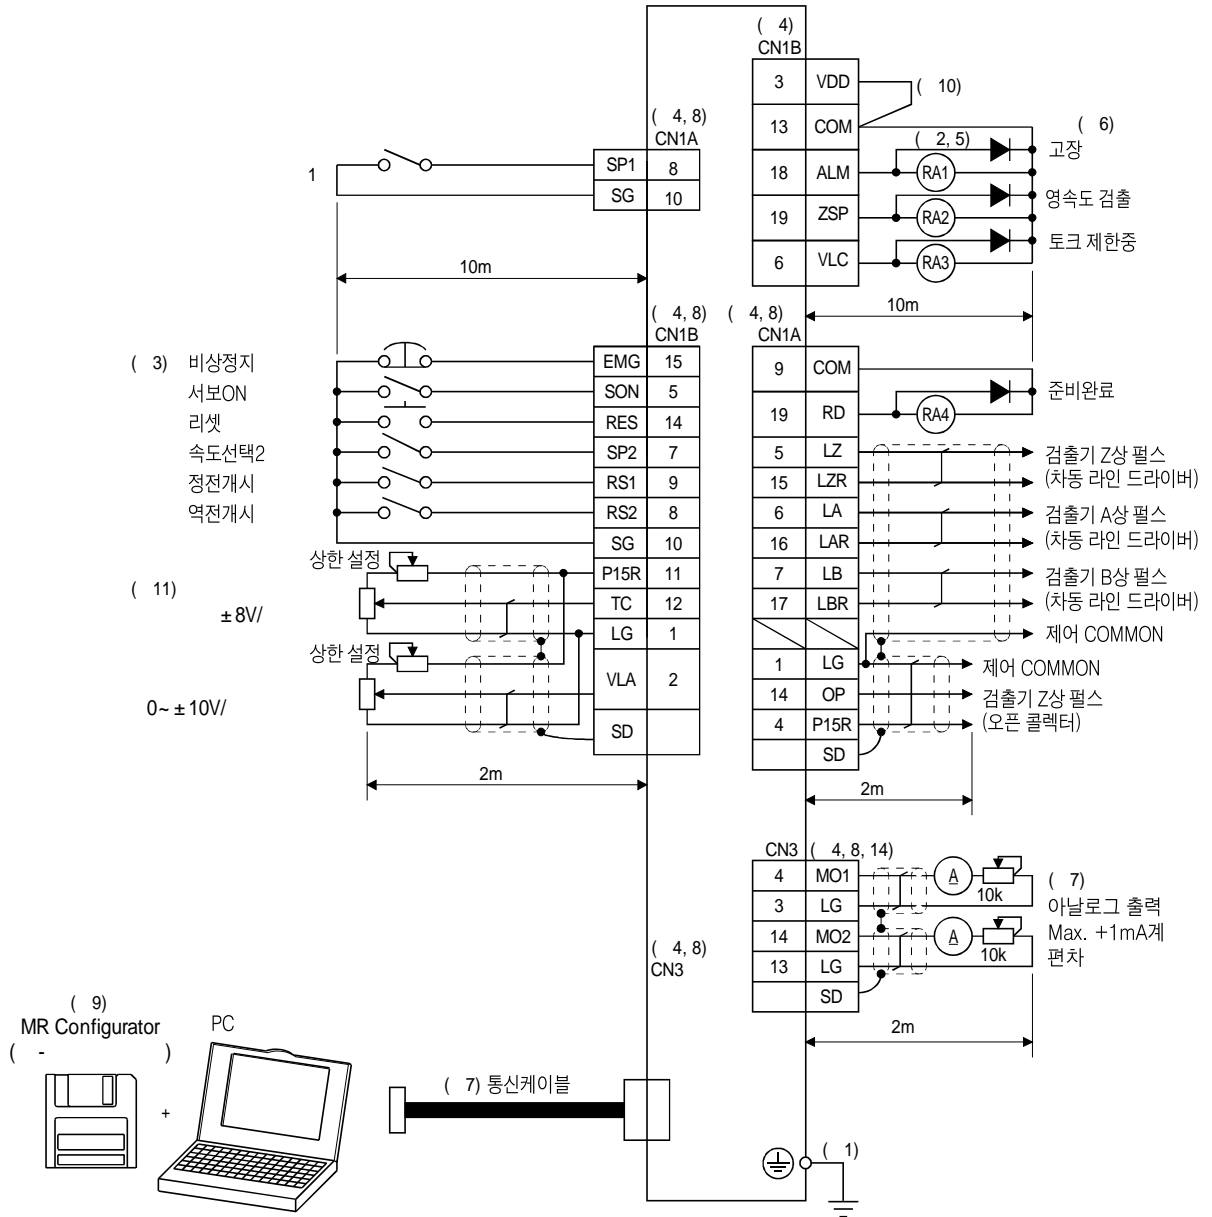 ( 4)
CN1B
3 VDD
( 10)
13 COM
( 6)
( 2, 5)
18 ALM RA1 고장
19 ZSP RA2 영속도 검출
6 VLC RA3 토크 제한중
10m
( 4, 8)
CN1A
1
SP1 8
SG 10
10m
( 4, 8)
CN1B
( 3) 비상정지 EMG 15
서보ON SON 5
리셋 RES 14
속도선택2 SP2 7
정전개시 RS1 9
역전개시 RS2 8
SG 10
상한 설정 P15R 11
( 11)
±8V/
TC 12
LG 1
상한 설정
VLA 2
0~±10V/
SD
2m
( 4, 8)
CN1A
9 COM
19 RD RA4 준비완료
5 LZ 검출기 Z상 펄스
15 LZR (차동 라인 드라이버)
6 LA 검출기 A상 펄스
16 LAR (차동 라인 드라이버)
7 LB 검출기 B상 펄스
17 LBR (차동 라인 드라이버)
제어 COMMON
1 LG 제어 COMMON
14 OP 검출기 Z상 펄스
4 P15R (오픈 콜렉터)
SD
2m
CN3 ( 4, 8, 14)
4 MO1 A 10k
3 LG
14 MO2 A 10k
13 LG
SD
( 7)
아날로그 출력
Max. +1mA계
편차
2m
( 4, 8)
CN3
( 9)
MR Configurator
( - )
PC
+
( 7) 통신케이블
( 1)